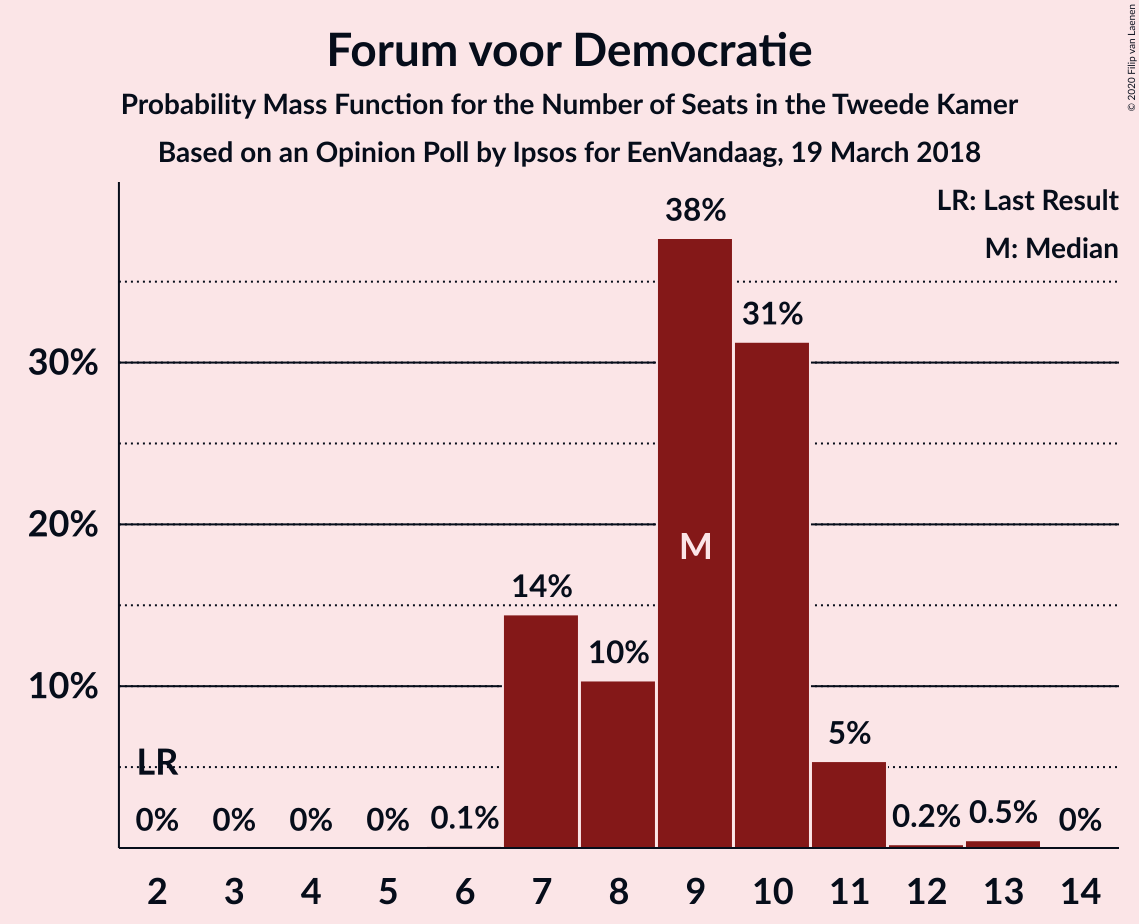 Forum voor Democratie
Probability Mass Function for the Number of Seats in the Tweede Kamer
Based on an Opinion Poll by Ipsos for EenVandaag, 19 March 2018
© 2020 Filip van Laenen
LR: Last Result
M: Median
38%
31%
30%
20%
M
14%
10%
10%
5%
LR
0% 0% 0% 0% 0.1% 0.2% 0.5% 0%
2 3 4 5 6 7 8 9 10 11 12 13 14